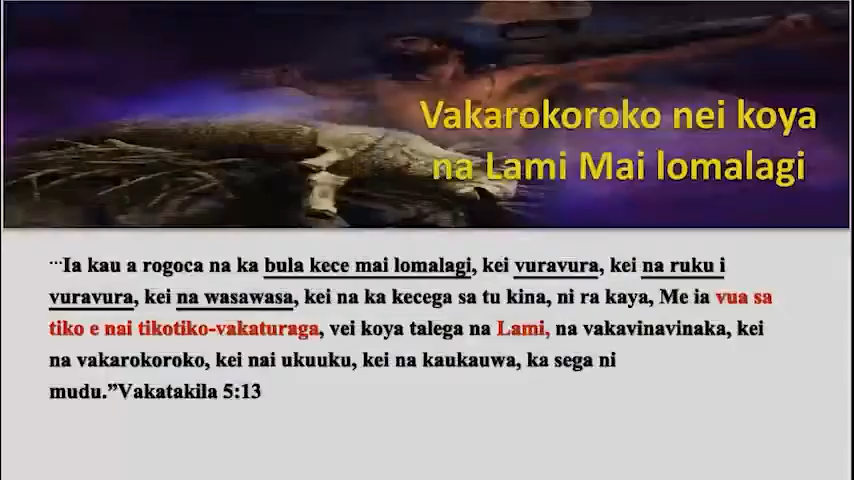 Vakarokoroko nei koya
na Lami Mai lomalagi
…Ia kau a rogoca na ka bula kece mai lomalagi, kei vuravura, kei na ruku i
vuravura, kei na wasawasa, kei na ka kecega sa tu kina, ni ra kaya, Me ia vua sa
tiko e nai tikotiko-vakaturaga, vei koya talega na Lami, na vakavinavinaka, kei
na vakarokoroko, kei nai ukuuku, kei na kaukauwa, ka sega ni
mudu.”Vakatakila 5:13